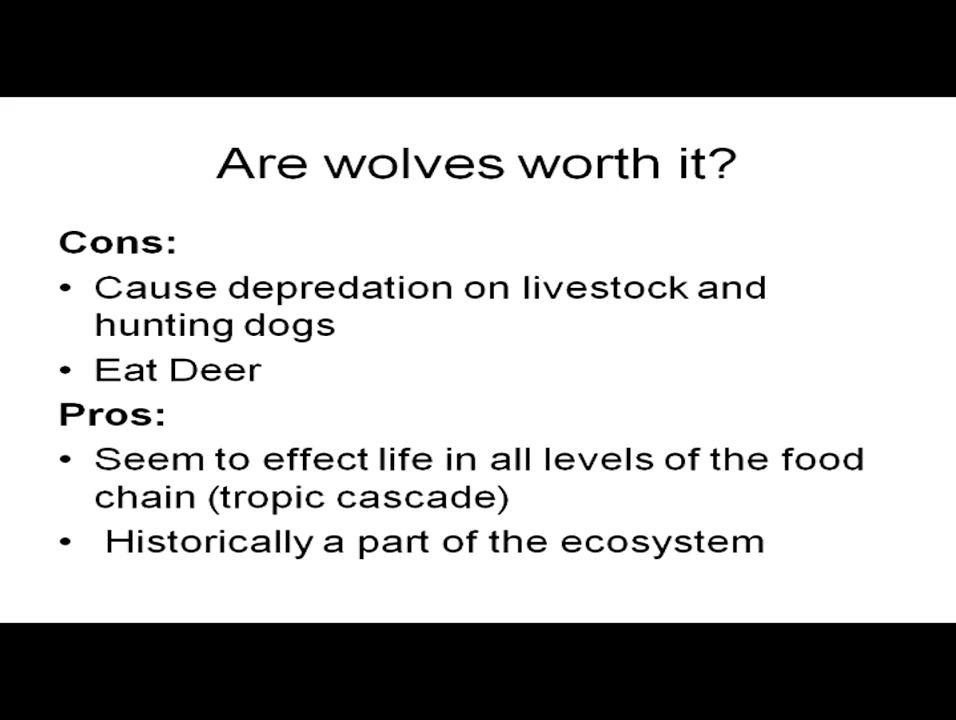 Are wolves worth it?
Cons:
• Cause depredation on livestock and
hunting dogs
• Eat Deer
Pros:
• Seem to effect life in all levels of the food
chain (tropic cascade)
• Historically a part of the ecosystem